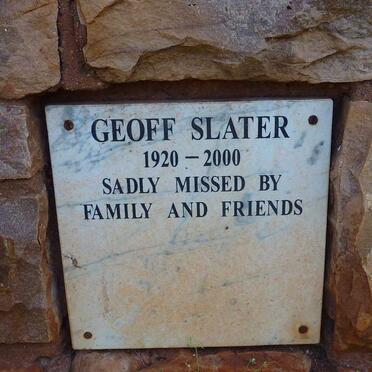 GEOFF SLATER
1920 – 2000
SADLY MISSED BY
FAMILY AND FRIENDS